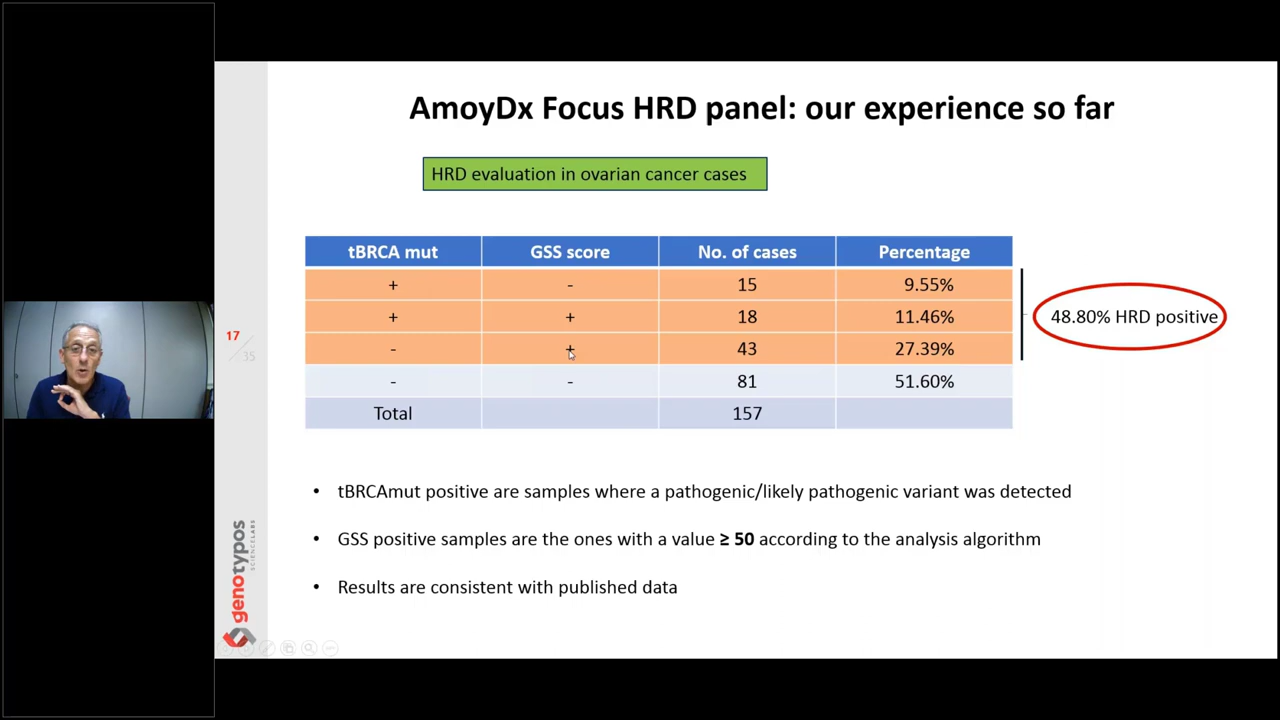 AmoyDx Focus HRD panel: our experience so far
HRD evaluation in ovarian cancer cases
tBRCA mut GSS score No. of cases Percentage
+ - 15 9.55%
+ + 18 11.46%
- + 43 27.39%
- - 81 51.60%
Total 157
48.80% HRD positive
17
35
• tBRCAmut positive are samples where a pathogenic/likely pathogenic variant was detected
• GSS positive samples are the ones with a value ≥ 50 according to the analysis algorithm
• Results are consistent with published data
genotypos
SCIENCE LABS